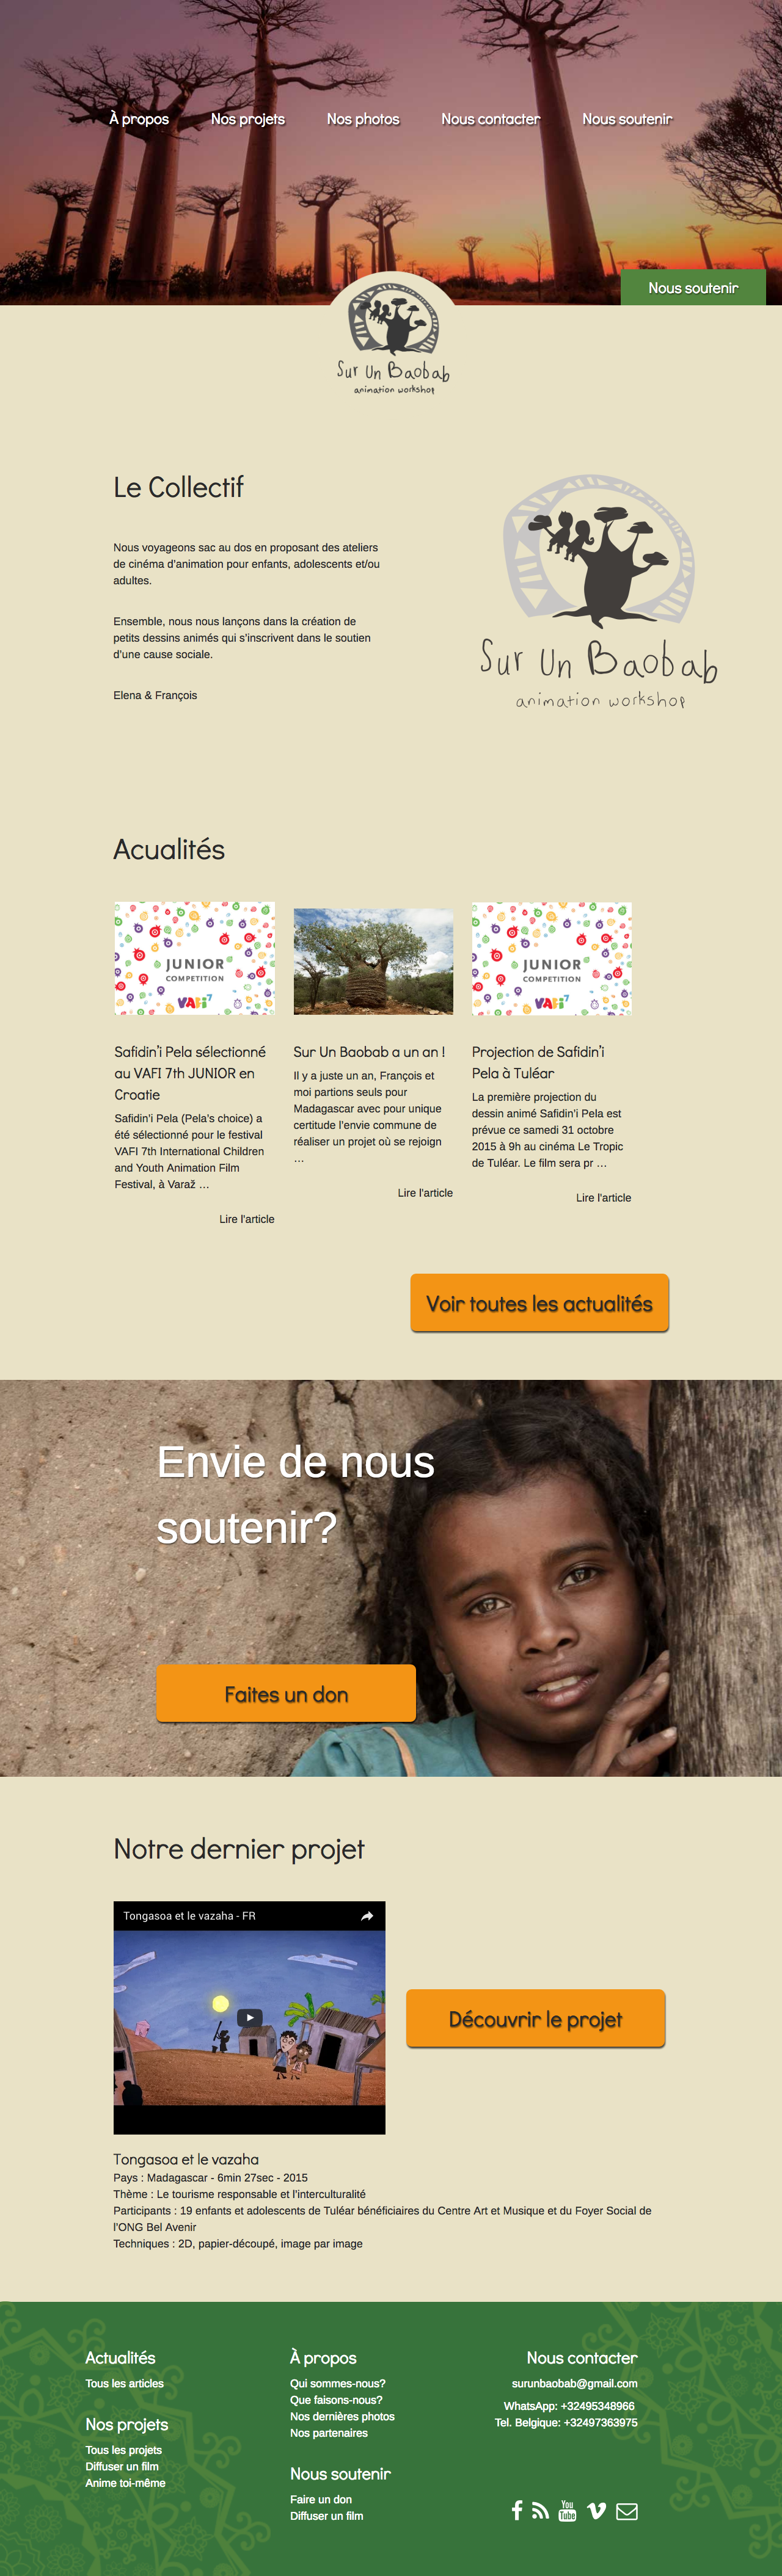 À propos
Nos projets
Nos photos
Nous contacter
Nous soutenir
Nous soutenir
Sur Un Baobab
animation workshop
Le Collectif
Nous voyageons sac au dos en proposant des ateliers
de cinéma d'animation pour enfants, adolescents et/ou
adultes.
Ensemble, nous nous lançons dans la création de
petits dessins animés qui s'inscrivent dans le soutien
d'une cause sociale.
Elena & François
Sur Un Baobab
animation workshop
Acualités
JUNIOR
COMPETITION
VAFI7
Safidin'i Pela sélectionné
au VAFI 7th JUNIOR en
Croatie
Safidin'i Pela (Pela's choice) a
été sélectionné pour le festival
VAFI 7th International Children
and Youth Animation Film
Festival, à Varaž …
Lire l'article
Sur Un Baobab a un an !
Il y a juste un an, François et
moi partions seuls pour
Madagascar avec pour unique
certitude l'envie commune de
réaliser un projet où se rejoign
…
Lire l'article
JUNIOR
COMPETITION
VAFI7
Projection de Safidin'i
Pela à Tuléar
La première projection du
dessin animé Safidin'i Pela est
prévue ce samedi 31 octobre
2015 à 9h au cinéma Le Tropic
de Tuléar. Le film sera pr …
Lire l'article
Voir toutes les actualités
Envie de nous
soutenir?
Faites un don
Notre dernier projet
Tongasoa et le vazaha - FR
Découvrir le projet
Tongasoa et le vazaha
Pays : Madagascar - 6min 27sec - 2015
Thème : Le tourisme responsable et l'interculturalité
Participants : 19 enfants et adolescents de Tuléar bénéficiaires du Centre Art et Musique et du Foyer Social de
l'ONG Bel Avenir
Techniques : 2D, papier-découpé, image par image
Actualités
Tous les articles
Nos projets
Tous les projets
Diffuser un film
Anime toi-même
À propos
Qui sommes-nous?
Que faisons-nous?
Nos dernières photos
Nos partenaires
Nous soutenir
Faire un don
Diffuser un film
Nous contacter
surunbaobab@gmail.com
WhatsApp: +32495348966
Tel. Belgique: +32497363975
You
Tube